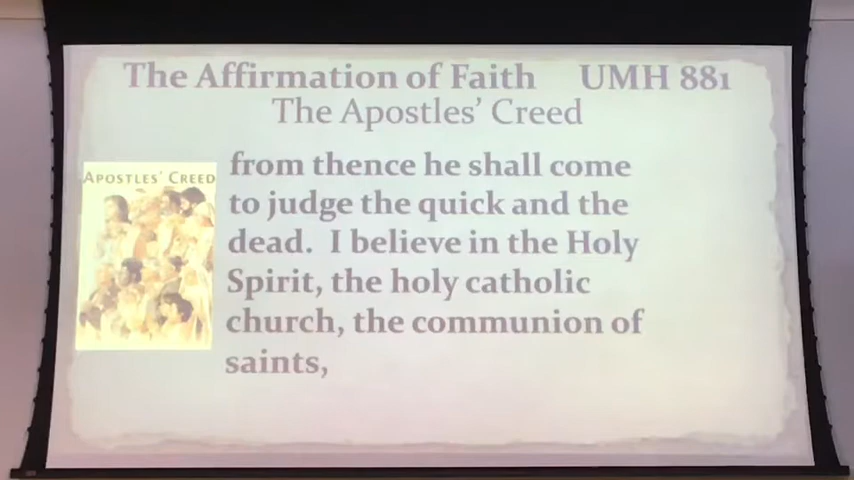 The Affirmation of Faith UMH 881
The Apostles’ Creed
APOSTLES’ CREED
from thence he shall come
to judge the quick and the
dead. I believe in the Holy
Spirit, the holy catholic
church, the communion of
saints,